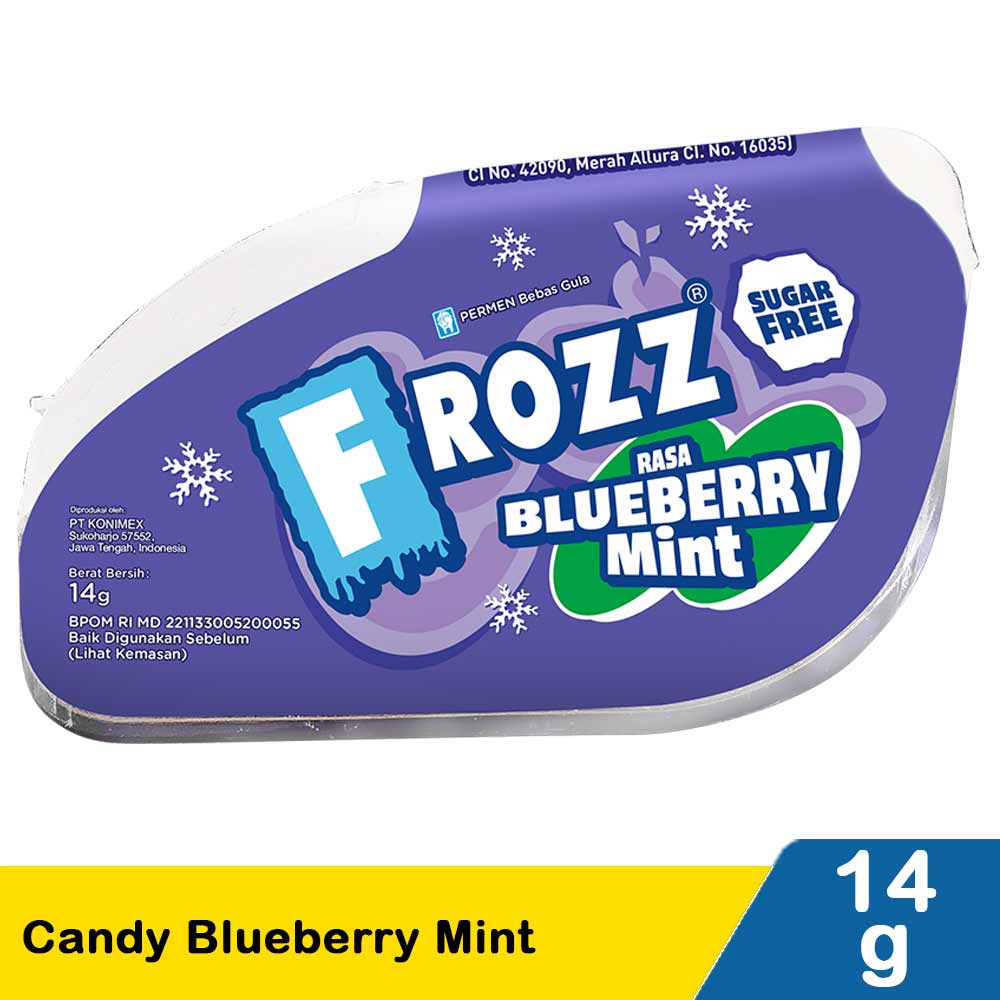 CI No. 42090, Merah Allura CI. No. 16035)
PERMEN Bebas Gula
FROZZ®
SUGAR
FREE
RASA
BLUEBERRY
Mint
Diproduksi oleh:
PT KONIMEX
Sukoharjo 57552,
Jawa Tengah, Indonesia
Berat Bersih:
14g
BPOM RI MD 221133005200055
Baik Digunakan Sebelum
(Lihat Kemasan)
Candy Blueberry Mint
14
g